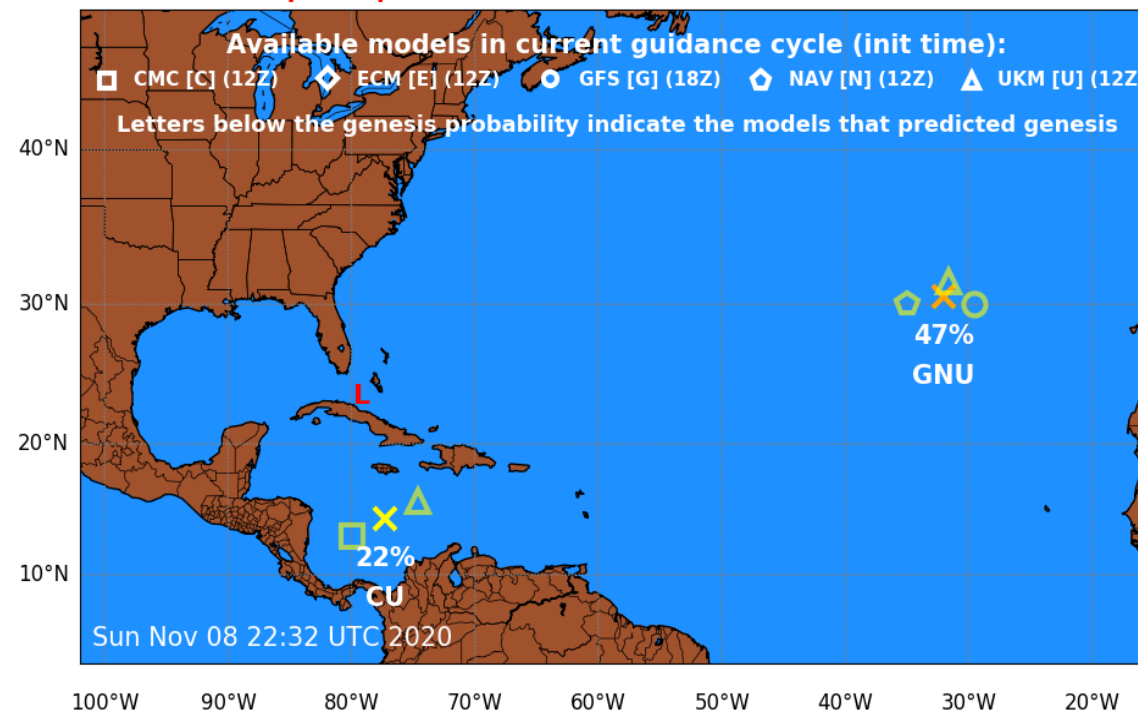 Available models in current guidance cycle (init time):
CMC [C] (12Z) ECM [E] (12Z) GFS [G] (18Z) NAV [N] (12Z) UKM [U] (12Z
Letters below the genesis probability indicate the models that predicted genesis
40°N
30°N
47%
GNU
L
20°N
22%
10°N
CU
Sun Nov 08 22:32 UTC 2020
100°W 90°W 80°W 70°W 60°W 50°W 40°W 30°W 20°W